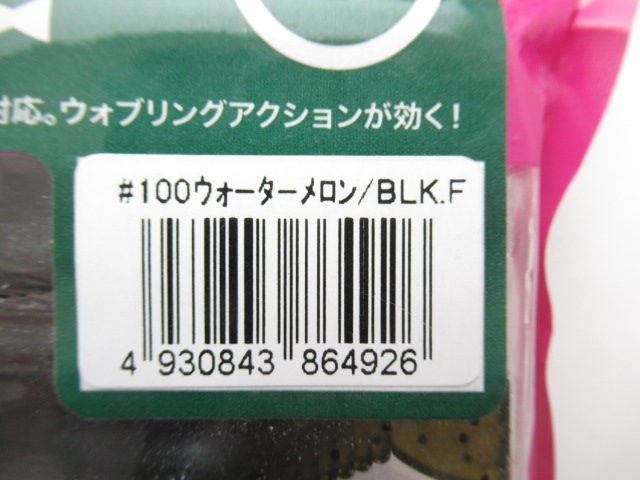 対応。ウォブリングアクションが効く!
#100ウォーターメロン/BLK.F
4 930843 864926